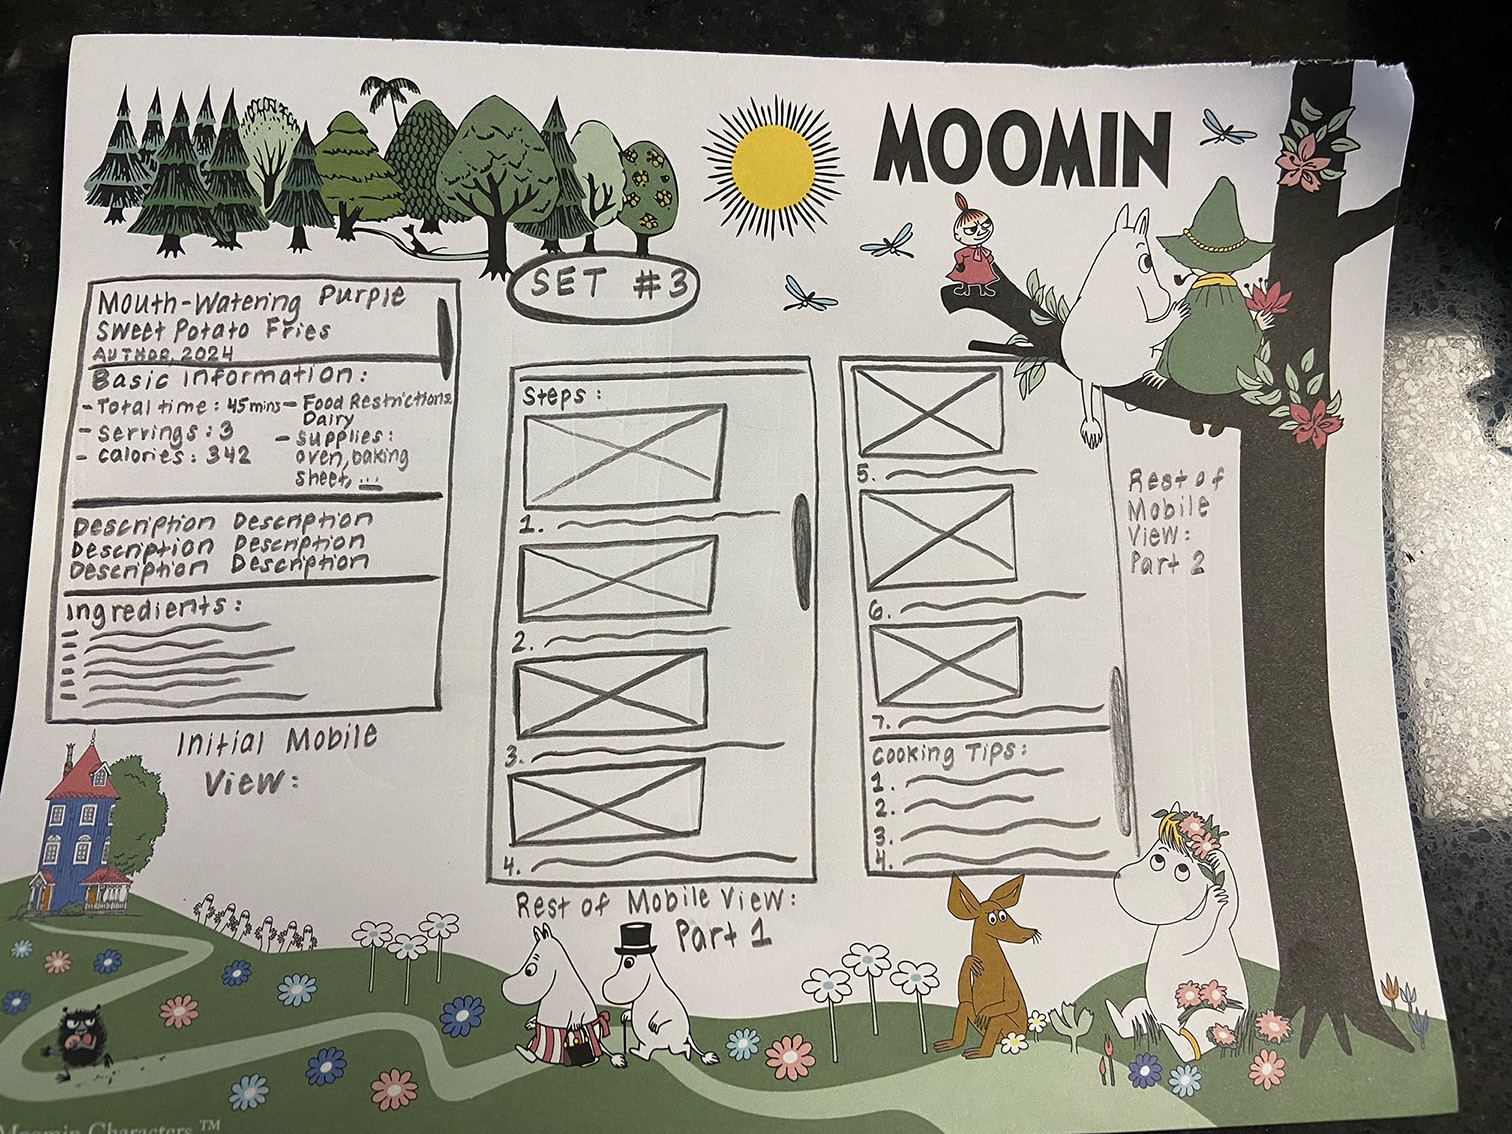 MOOMIN
SET #3
Mouth-Watering Purple
Sweet Potato Fries
AUTHOR, 2024
Basic Information:
- Total time: 45 mins
- servings: 3
- calories: 342
- Food Restrictions:
Dairy
- supplies:
oven, baking
sheet, ...
Description Description
Description Description
Description Description
Ingredients:
Initial Mobile
View:
Steps:
1.
2.
3.
4.
Rest of Mobile View:
Part 1
5.
6.
7.
Cooking Tips:
1.
2.
3.
4.
Rest of
Mobile
View:
Part 2
Moomin Characters ™